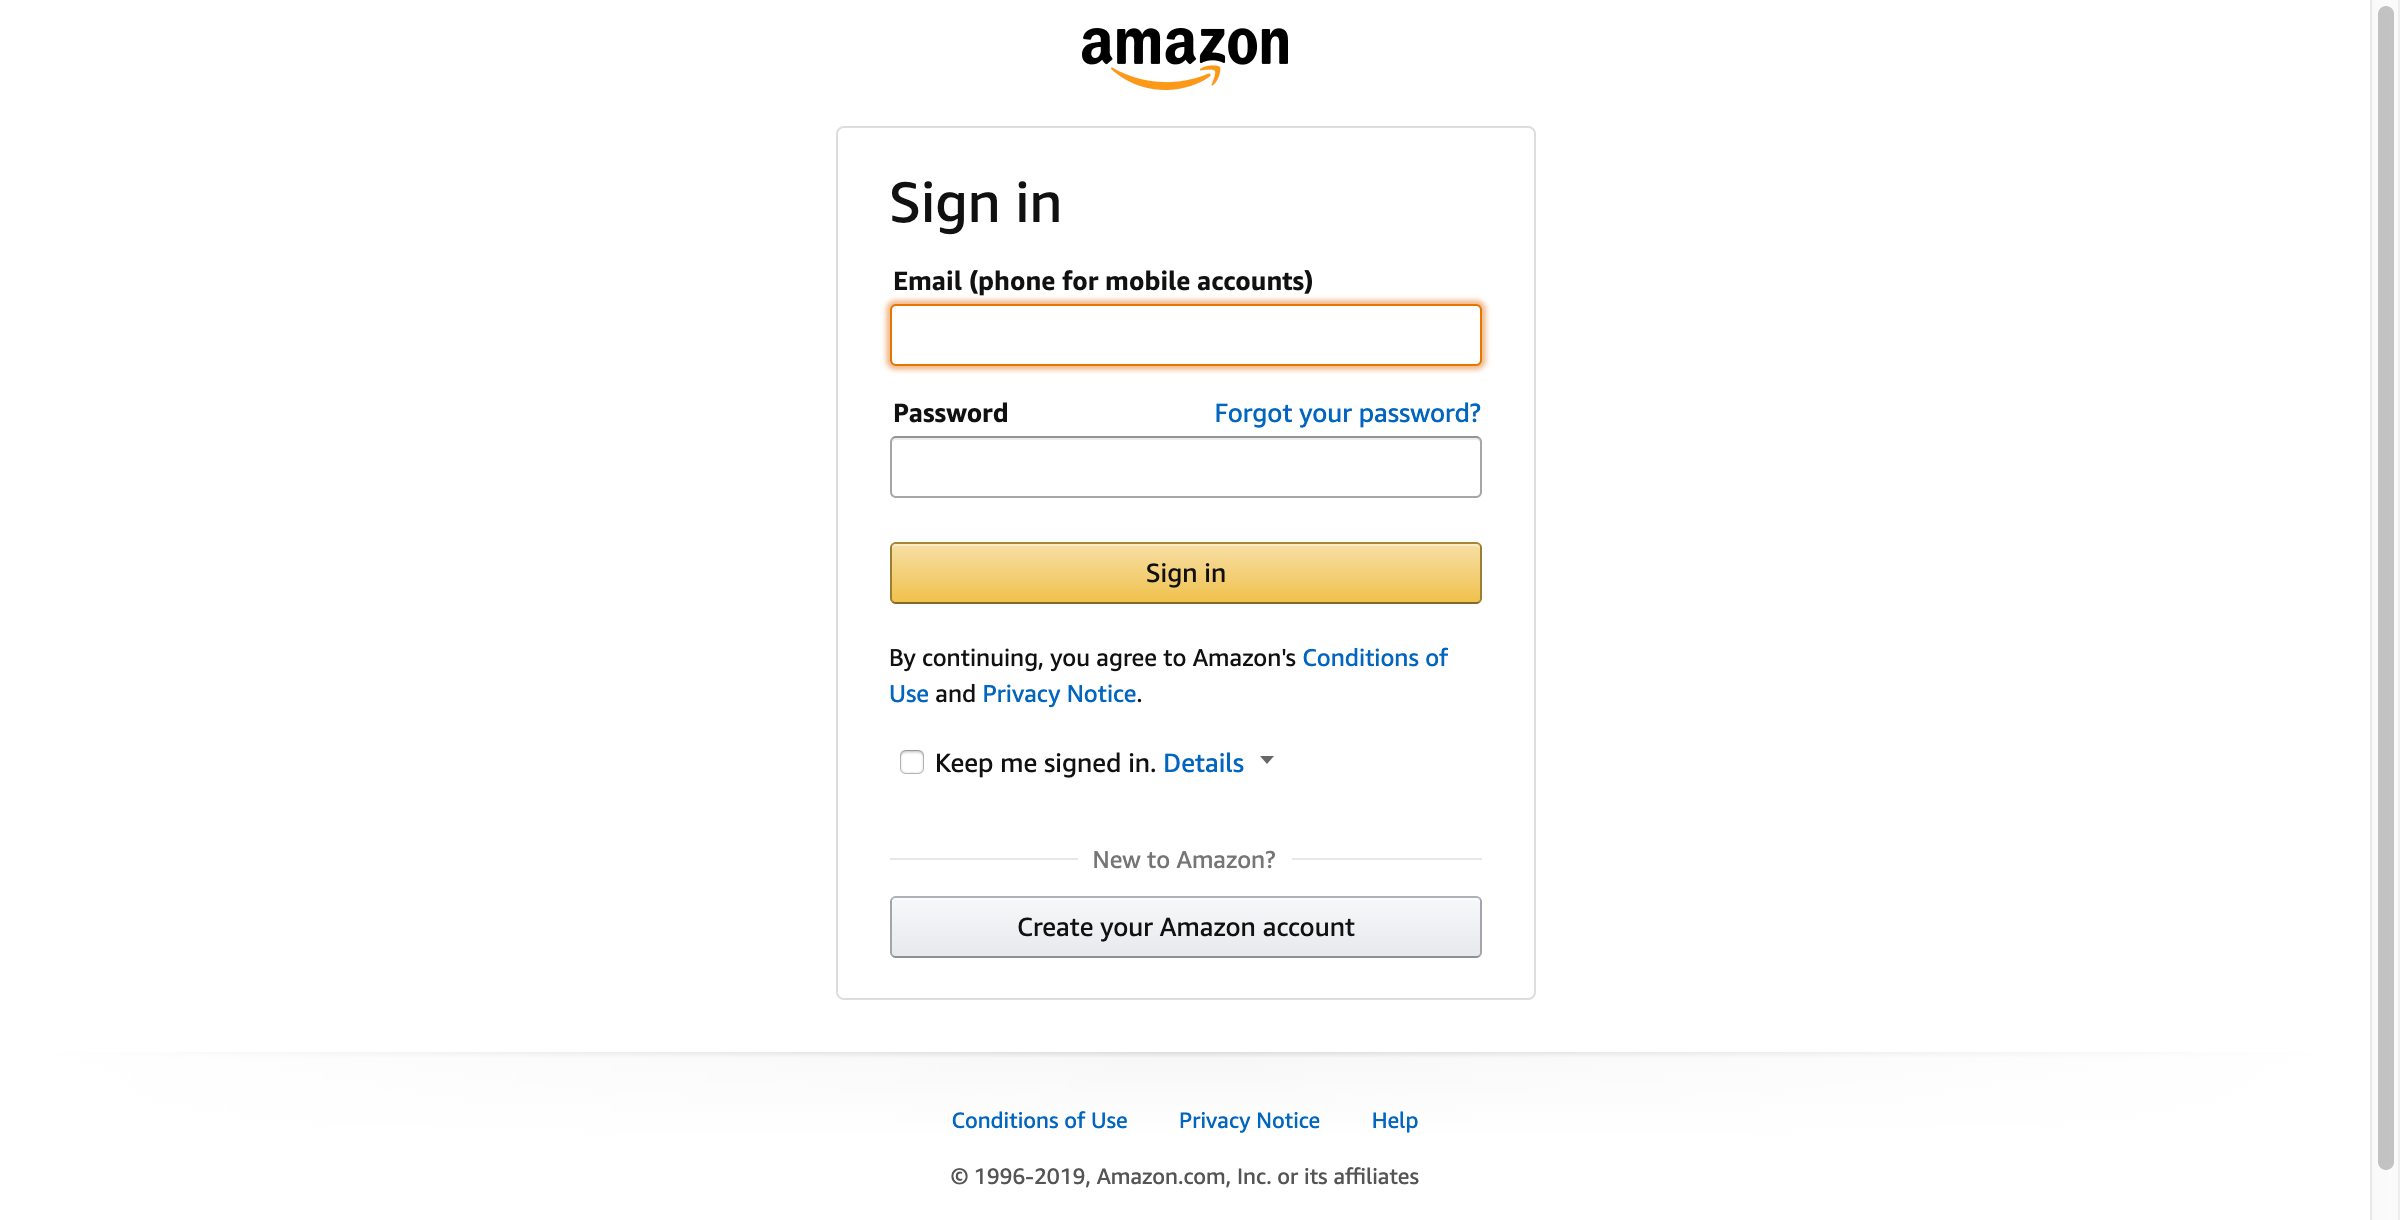 amazon
Sign in
Email (phone for mobile accounts)
Password Forgot your password?
Sign in
By continuing, you agree to Amazon's Conditions of
Use and Privacy Notice.
Keep me signed in. Details
New to Amazon?
Create your Amazon account
Conditions of Use Privacy Notice Help
© 1996-2019, Amazon.com, Inc. or its affiliates